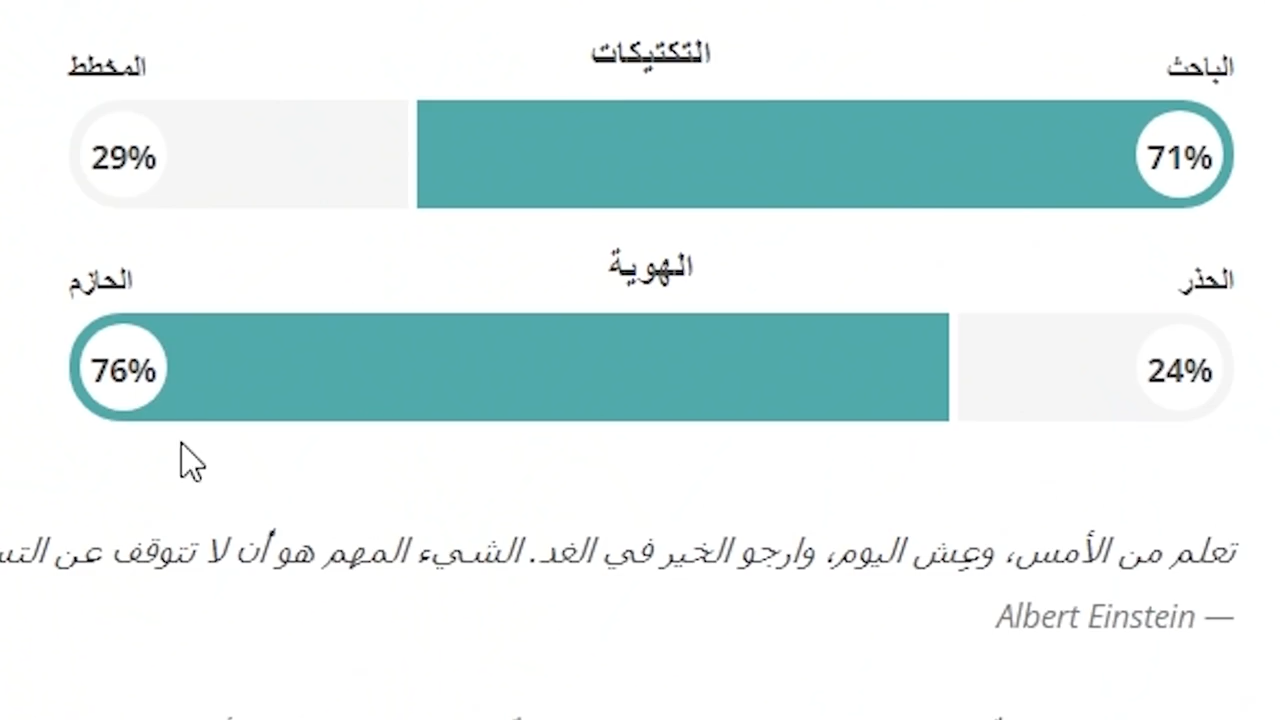 الباحث التكتيكات المخطط
71% 29%
الحذر الهوية الحازم
24% 76%
تعلم من الأمس، وعِش اليوم، وارجو الخير في الغد. الشيء المهم هو أن لا تتوقف عن
— Albert Einstein